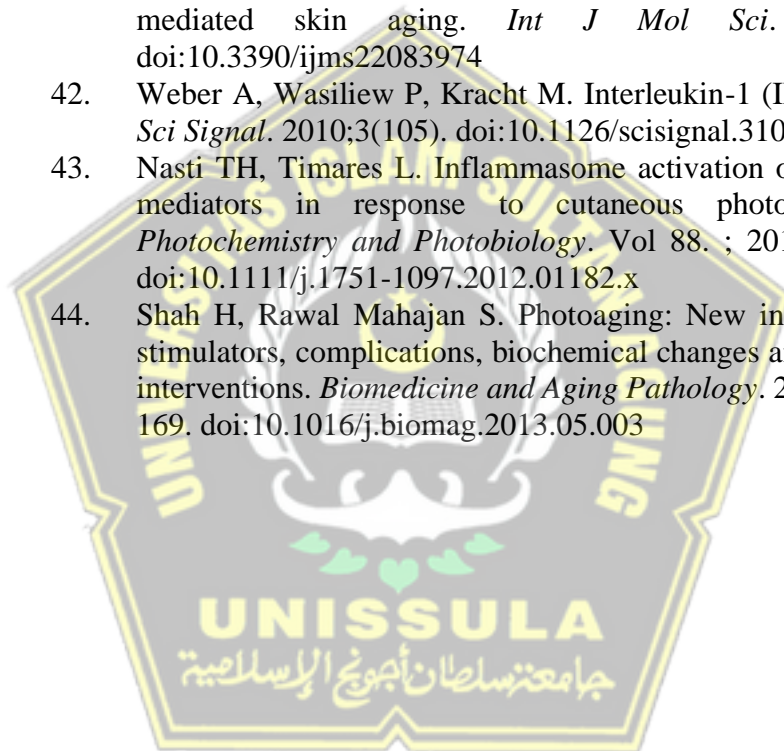 mediated skin aging. Int J Mol Sci.
doi:10.3390/ijms22083974
42. Weber A, Wasiliew P, Kracht M. Interleukin-1 (I
Sci Signal. 2010;3(105). doi:10.1126/scisignal.310
43. Nasti TH, Timares L. Inflammasome activation o
mediators in response to cutaneous photo
Photochemistry and Photobiology. Vol 88. ; 201
doi:10.1111/j.1751-1097.2012.01182.x
44. Shah H, Rawal Mahajan S. Photoaging: New in
stimulators, complications, biochemical changes a
interventions. Biomedicine and Aging Pathology. 2
169. doi:10.1016/j.biomag.2013.05.003
UNIVERSITAS ISLAM SULTAN AGUNG
UNISSULA
جامعة سلطان أجونج الإسلامية